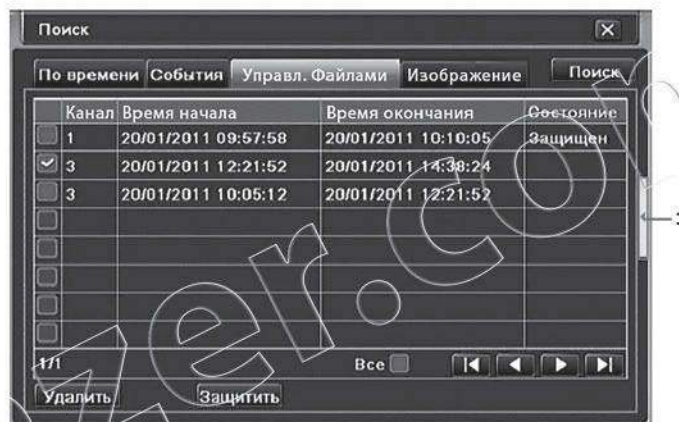 Поиск
По времени События Управл. Файлами Изображение Поиск
Канал Время начала Время окончания Состояние
1 20/01/2011 09:57:58 20/01/2011 10:10:05 Защищен
3 20/01/2011 12:21:52 20/01/2011 14:38:24
3 20/01/2011 10:05:12 20/01/2011 12:21:52
1/1 Все
Удалить Защитить
zer.com